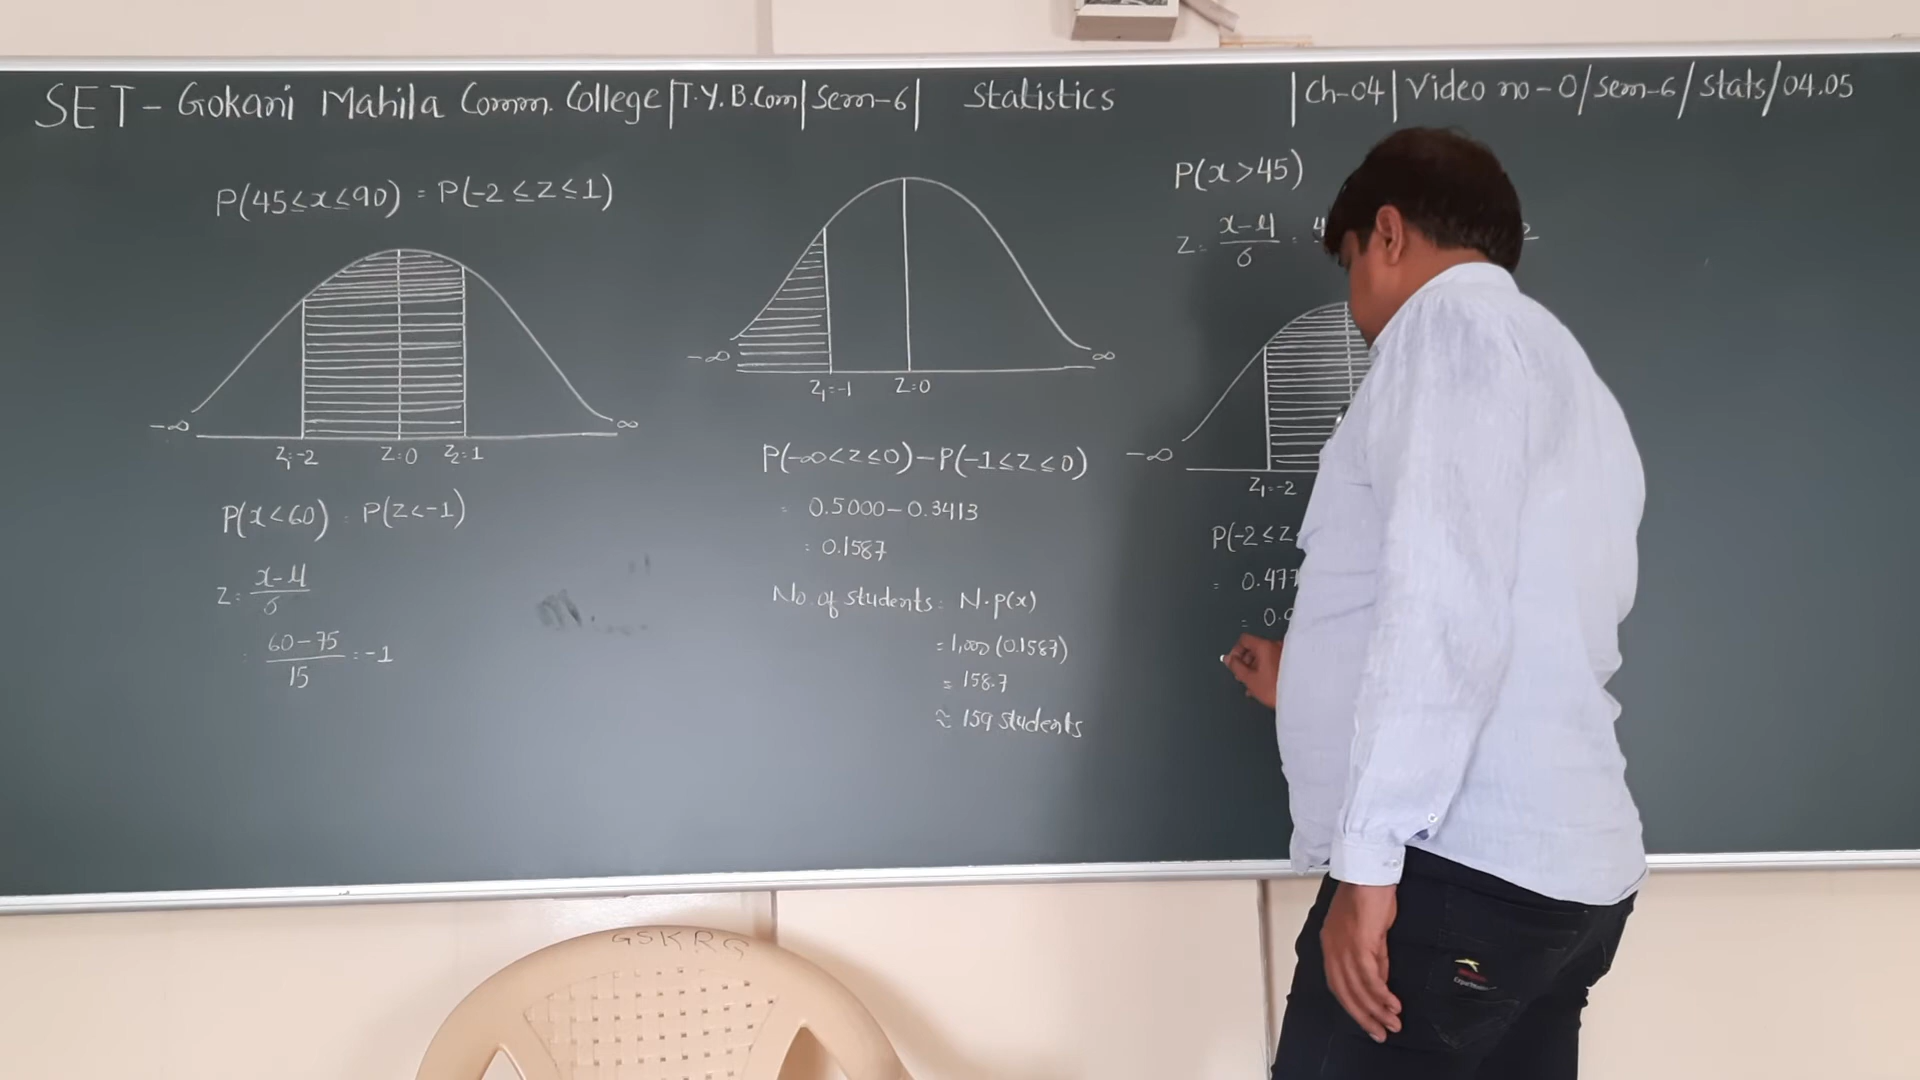 SET - Gokani Mahila Comm. College | T.Y.B.Com | Sem-6 | Statistics | Ch-04 | Video no - 0/Sem-6/Stats/04.05
P(45≤x≤90) = P(-2≤Z≤1)
-∞ ∞
Z₁=-2 Z=0 Z₂=1
P(x<60) = P(Z<-1)
Z = x-μ / σ
= 60-75 / 15 = -1
-∞ ∞
Z₁=-1 Z=0
P(-∞<Z≤0) - P(-1≤Z≤0)
= 0.5000 - 0.3413
= 0.1587
No. of students = N·p(x)
= 1,000 (0.1587)
= 158.7
≈ 159 students
P(x>45)
Z = x-μ / σ =
-∞
Z₁=-2
P(-2≤Z
= 0.477
= 0.
GSKRG